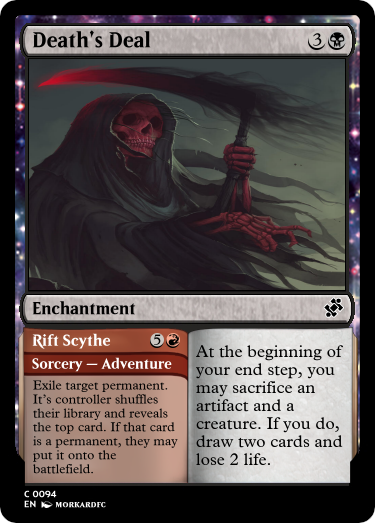 Death's Deal 3
Enchantment
Rift Scythe 5
Sorcery — Adventure
Exile target permanent.
It's controller shuffles
their library and reveals
the top card. If that card
is a permanent, they may
put it onto the
battlefield.
At the beginning of
your end step, you
may sacrifice an
artifact and a
creature. If you do,
draw two cards and
lose 2 life.
C 0094
EN MORKARDFC